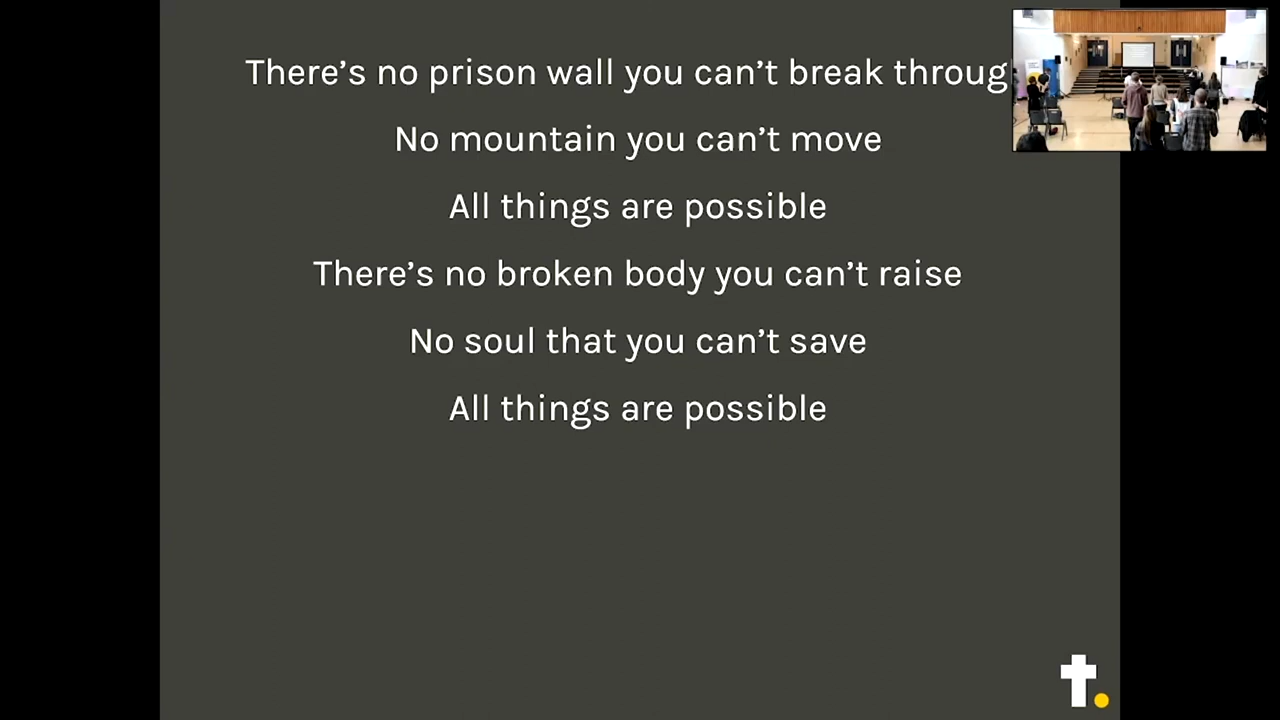 There's no prison wall you can't break throug
No mountain you can't move
All things are possible
There's no broken body you can't raise
No soul that you can't save
All things are possible
t.